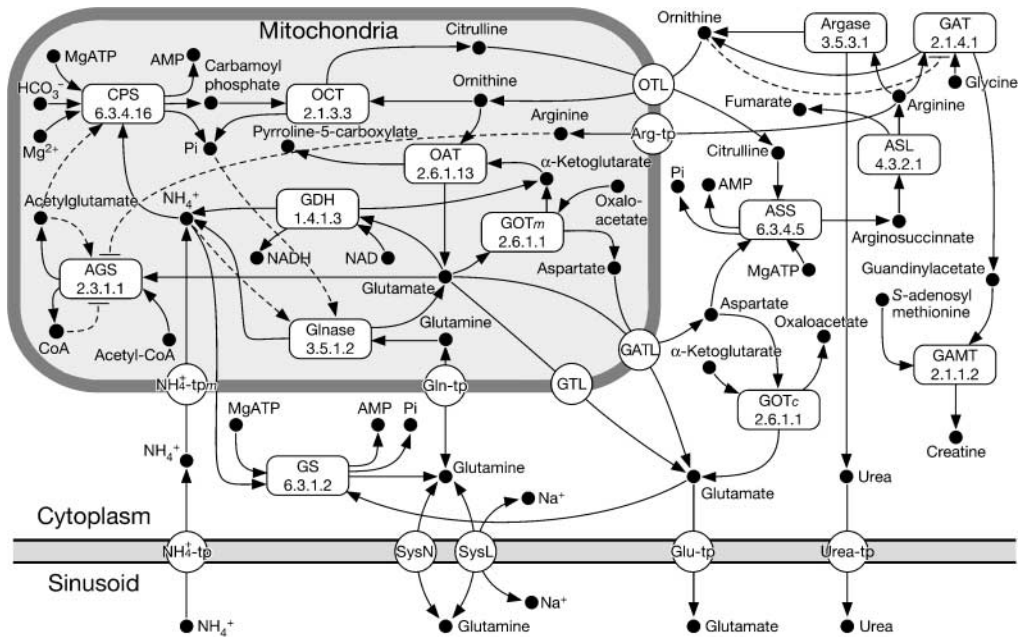 Mitochondria
Citrulline
Ornithine
Argase
3.5.3.1
GAT
2.1.4.1
MgATP
AMP
HCO₃⁻
CPS
6.3.4.16
Carbamoyl
phosphate
OCT
2.1.3.3
Ornithine
OTL
Glycine
Fumarate
Arginine
Mg²⁺
Pi
Pyrroline-5-carboxylate
Arginine
Arg-tp
OAT
2.6.1.13
α-Ketoglutarate
Citrulline
ASL
4.3.2.1
Pi
AMP
Acetylglutamate
NH₄⁺
GDH
1.4.1.3
Oxalo-
acetate
GOTm
2.6.1.1
ASS
6.3.4.5
Arginosuccinnate
AGS
2.3.1.1
NADH
NAD
Glutamate
Aspartate
MgATP
Guandinylacetate
CoA
Acetyl-CoA
Glnase
3.5.1.2
Glutamine
Aspartate
S-adenosyl
methionine
Oxaloacetate
GATL
α-Ketoglutarate
GAMT
2.1.1.2
NH₄⁺-tpm
Gln-tp
GTL
GOTc
2.6.1.1
MgATP
AMP
Pi
Creatine
NH₄⁺
GS
6.3.1.2
Glutamine
Na⁺
Glutamate
Urea
Cytoplasm
NH₄⁺-tp
SysN
SysL
Glu-tp
Urea-tp
Sinusoid
Na⁺
NH₄⁺
Glutamine
Glutamate
Urea